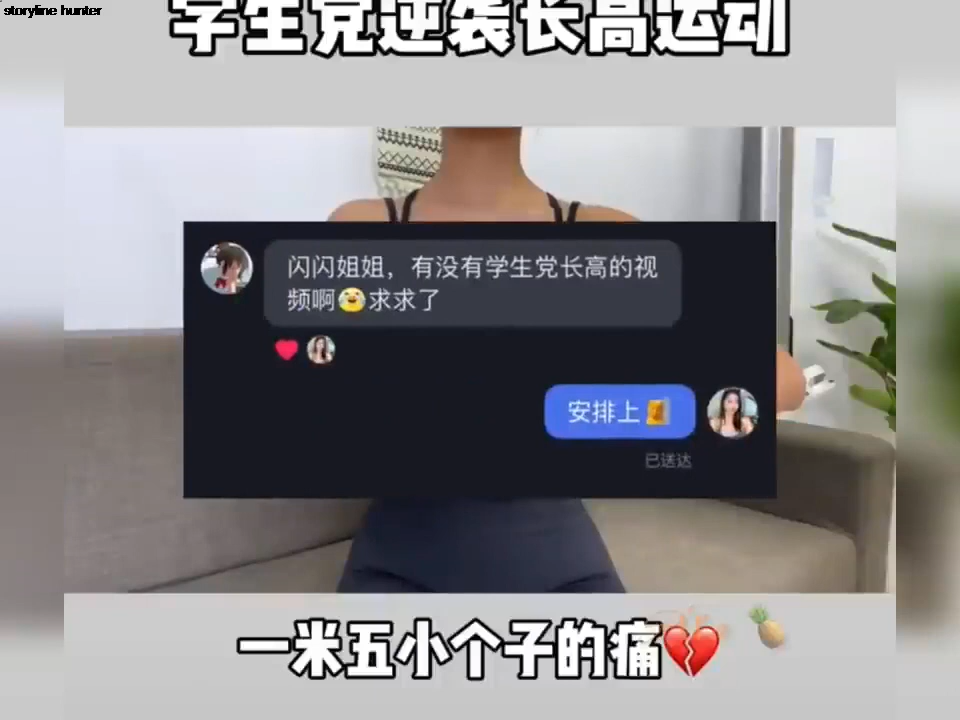 storyline hunter
学生党逆袭长高运动
闪闪姐姐，有没有学生党长高的视
频啊😂求求了
安排上
已送达
一米五小个子的痛💔